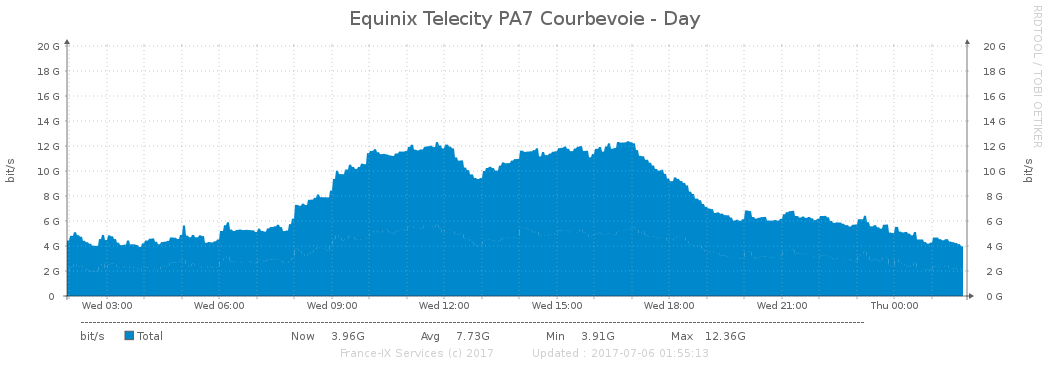 Equinix Telecity PA7 Courbevoie - Day
RRDTOOL / TOBI OETIKER
20 G 20 G
18 G 18 G
16 G 16 G
14 G 14 G
12 G 12 G
10 G 10 G
8 G 8 G
6 G 6 G
4 G 4 G
2 G 2 G
0 0 G
bit/s
bit/s
Wed 03:00 Wed 06:00 Wed 09:00 Wed 12:00 Wed 15:00 Wed 18:00 Wed 21:00 Thu 00:00
bit/s Total Now 3.96G Avg 7.73G Min 3.91G Max 12.36G
France-IX Services (c) 2017 Updated : 2017-07-06 01:55:13